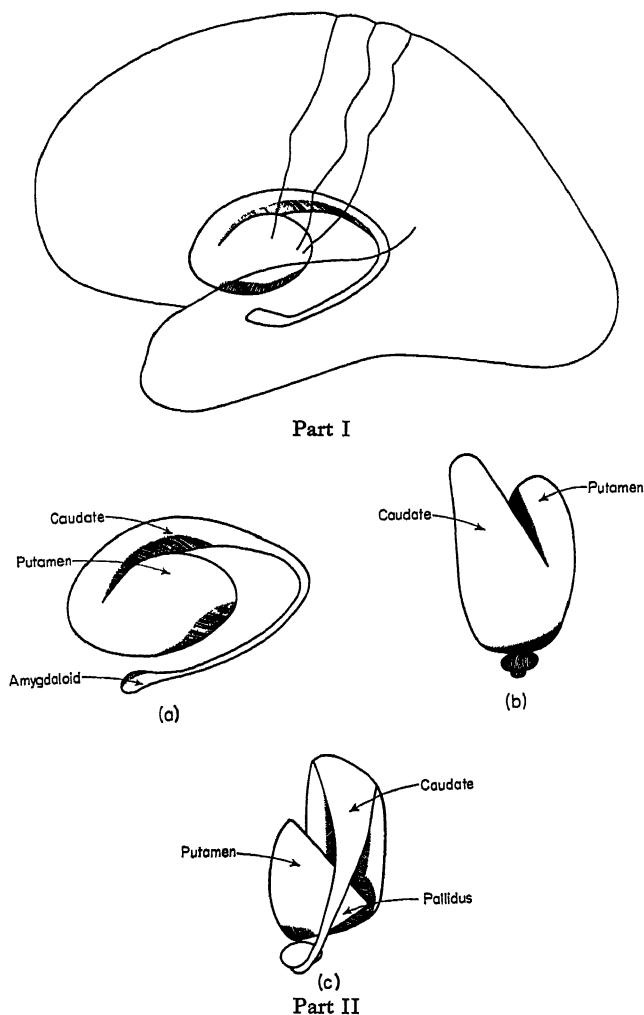 Part I
Caudate
Putamen
Amygdaloid
(a)
Putamen
Caudate
(b)
Caudate
Putamen
Pallidus
(c)
Part II